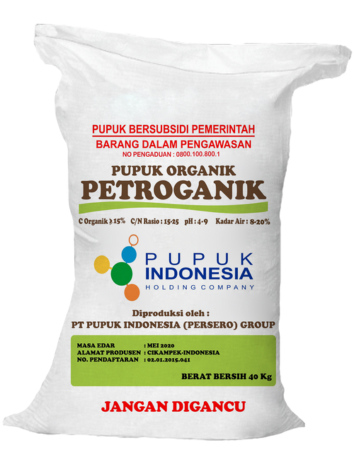 PUPUK BERSUBSIDI PEMERINTAH
BARANG DALAM PENGAWASAN
NO PENGADUAN : 0800.100.800.1
PUPUK ORGANIK
PETROGANIK
C Organik ≥ 15% C/N Rasio : 15-25 pH : 4-9 Kadar Air : 8-20%
PUPUK
INDONESIA
HOLDING COMPANY
Diproduksi oleh :
PT PUPUK INDONESIA (PERSERO) GROUP
MASA EDAR : MEI 2020
ALAMAT PRODUSEN : CIKAMPEK-INDONESIA
NO. PENDAFTARAN : 02.01.2015.041
BERAT BERSIH 40 Kg
JANGAN DIGANCU